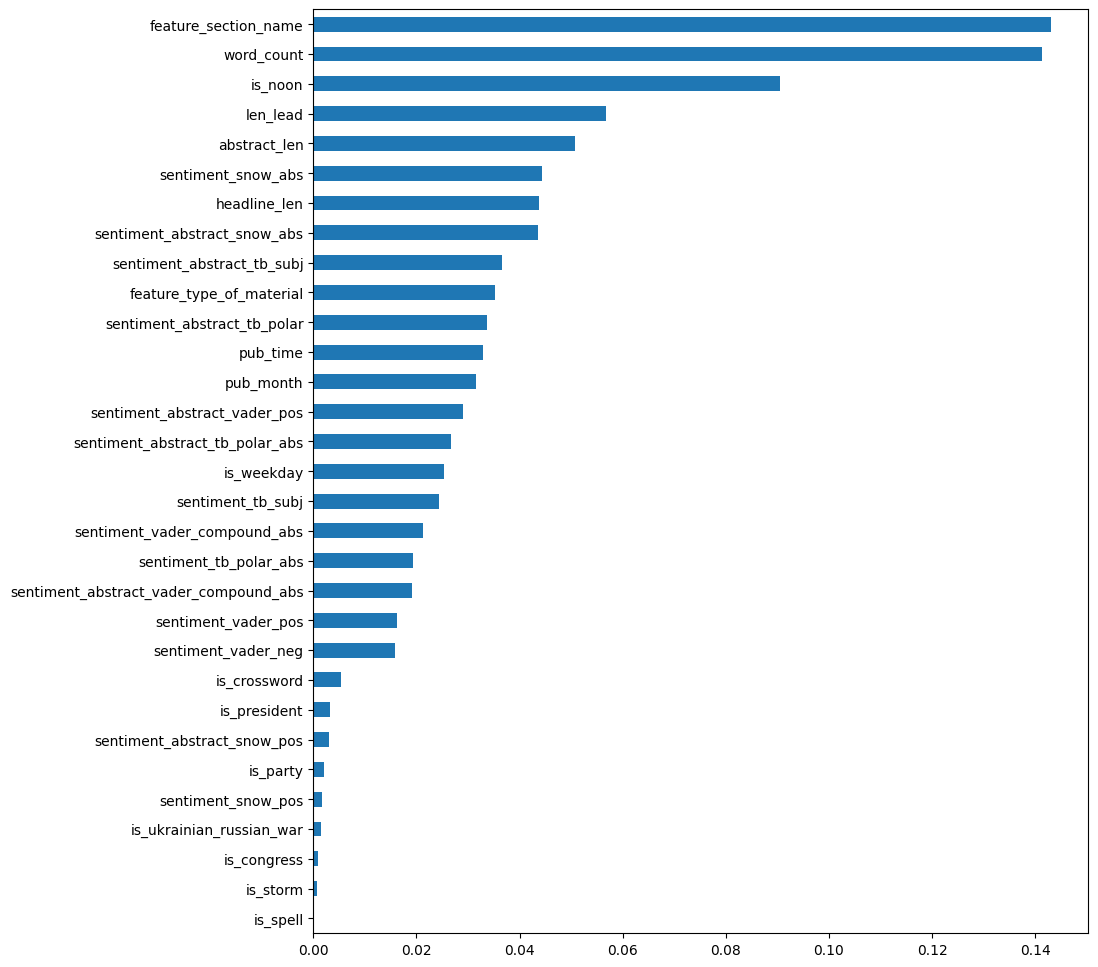 feature_section_name
word_count
is_noon
len_lead
abstract_len
sentiment_snow_abs
headline_len
sentiment_abstract_snow_abs
sentiment_abstract_tb_subj
feature_type_of_material
sentiment_abstract_tb_polar
pub_time
pub_month
sentiment_abstract_vader_pos
sentiment_abstract_tb_polar_abs
is_weekday
sentiment_tb_subj
sentiment_vader_compound_abs
sentiment_tb_polar_abs
sentiment_abstract_vader_compound_abs
sentiment_vader_pos
sentiment_vader_neg
is_crossword
is_president
sentiment_abstract_snow_pos
is_party
sentiment_snow_pos
is_ukrainian_russian_war
is_congress
is_storm
is_spell
0.00 0.02 0.04 0.06 0.08 0.10 0.12 0.14